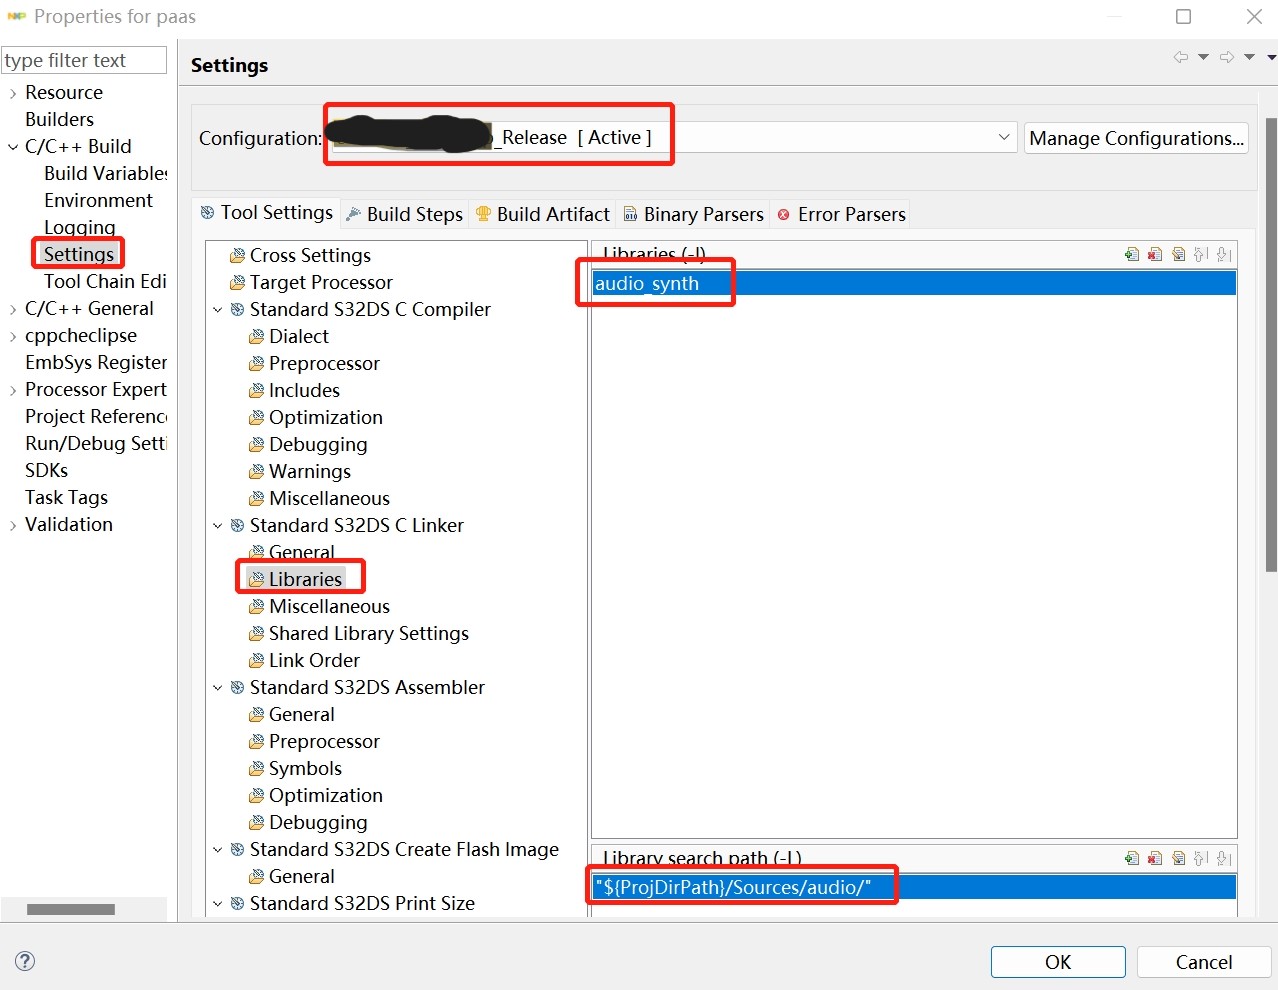 NXP Properties for paas
type filter text
Resource
Builders
C/C++ Build
Build Variables
Environment
Logging
Settings
Tool Chain Edi
C/C++ General
cppcheclipse
EmbSys Register
Processor Expert
Project Referenc
Run/Debug Setti
SDKs
Task Tags
Validation
Settings
Configuration: _Release [ Active ]
Manage Configurations...
Tool Settings Build Steps Build Artifact Binary Parsers Error Parsers
Cross Settings
Target Processor
Standard S32DS C Compiler
Dialect
Preprocessor
Includes
Optimization
Debugging
Warnings
Miscellaneous
Standard S32DS C Linker
General
Libraries
Miscellaneous
Shared Library Settings
Link Order
Standard S32DS Assembler
General
Preprocessor
Symbols
Optimization
Debugging
Standard S32DS Create Flash Image
General
Standard S32DS Print Size
Libraries (-l)
audio_synth
Library search path (-L)
"${ProjDirPath}/Sources/audio/"
OK Cancel